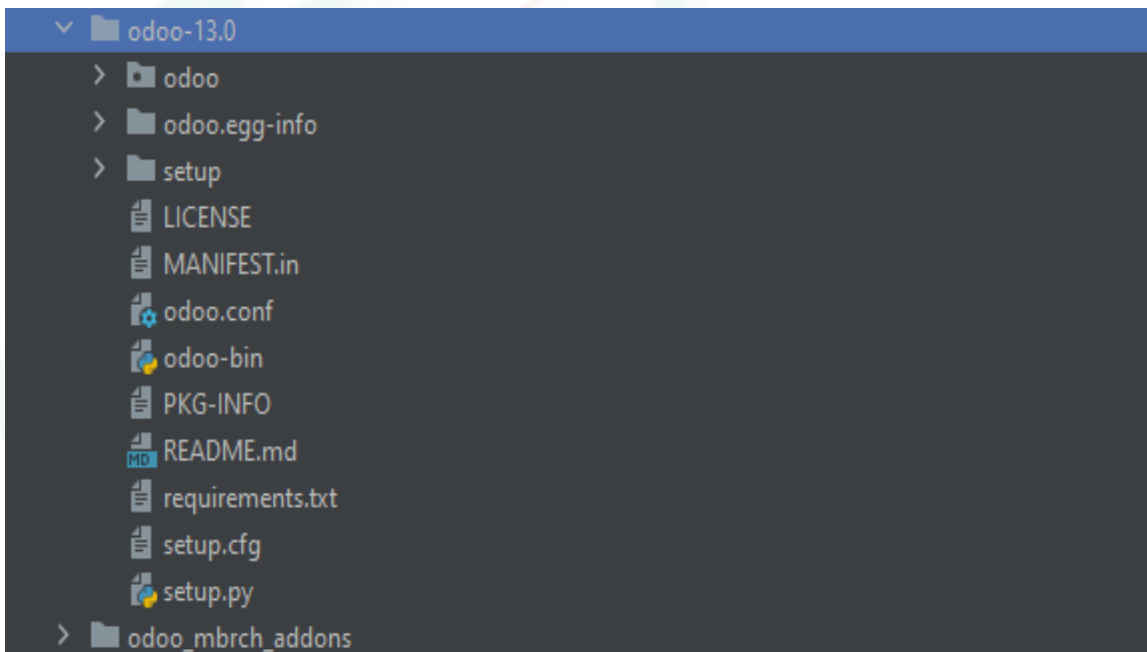 odoo-13.0
odoo
odoo.egg-info
setup
LICENSE
MANIFEST.in
odoo.conf
odoo-bin
PKG-INFO
MD README.md
requirements.txt
setup.cfg
setup.py
odoo_mbrch_addons